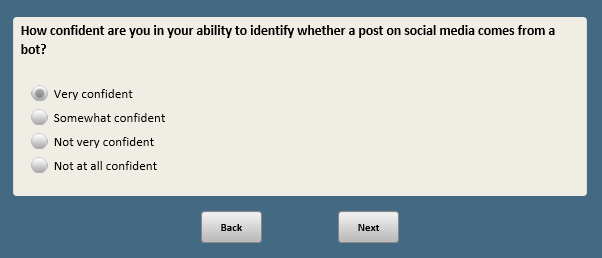 How confident are you in your ability to identify whether a post on social media comes from a
bot?
Very confident
Somewhat confident
Not very confident
Not at all confident
Back
Next